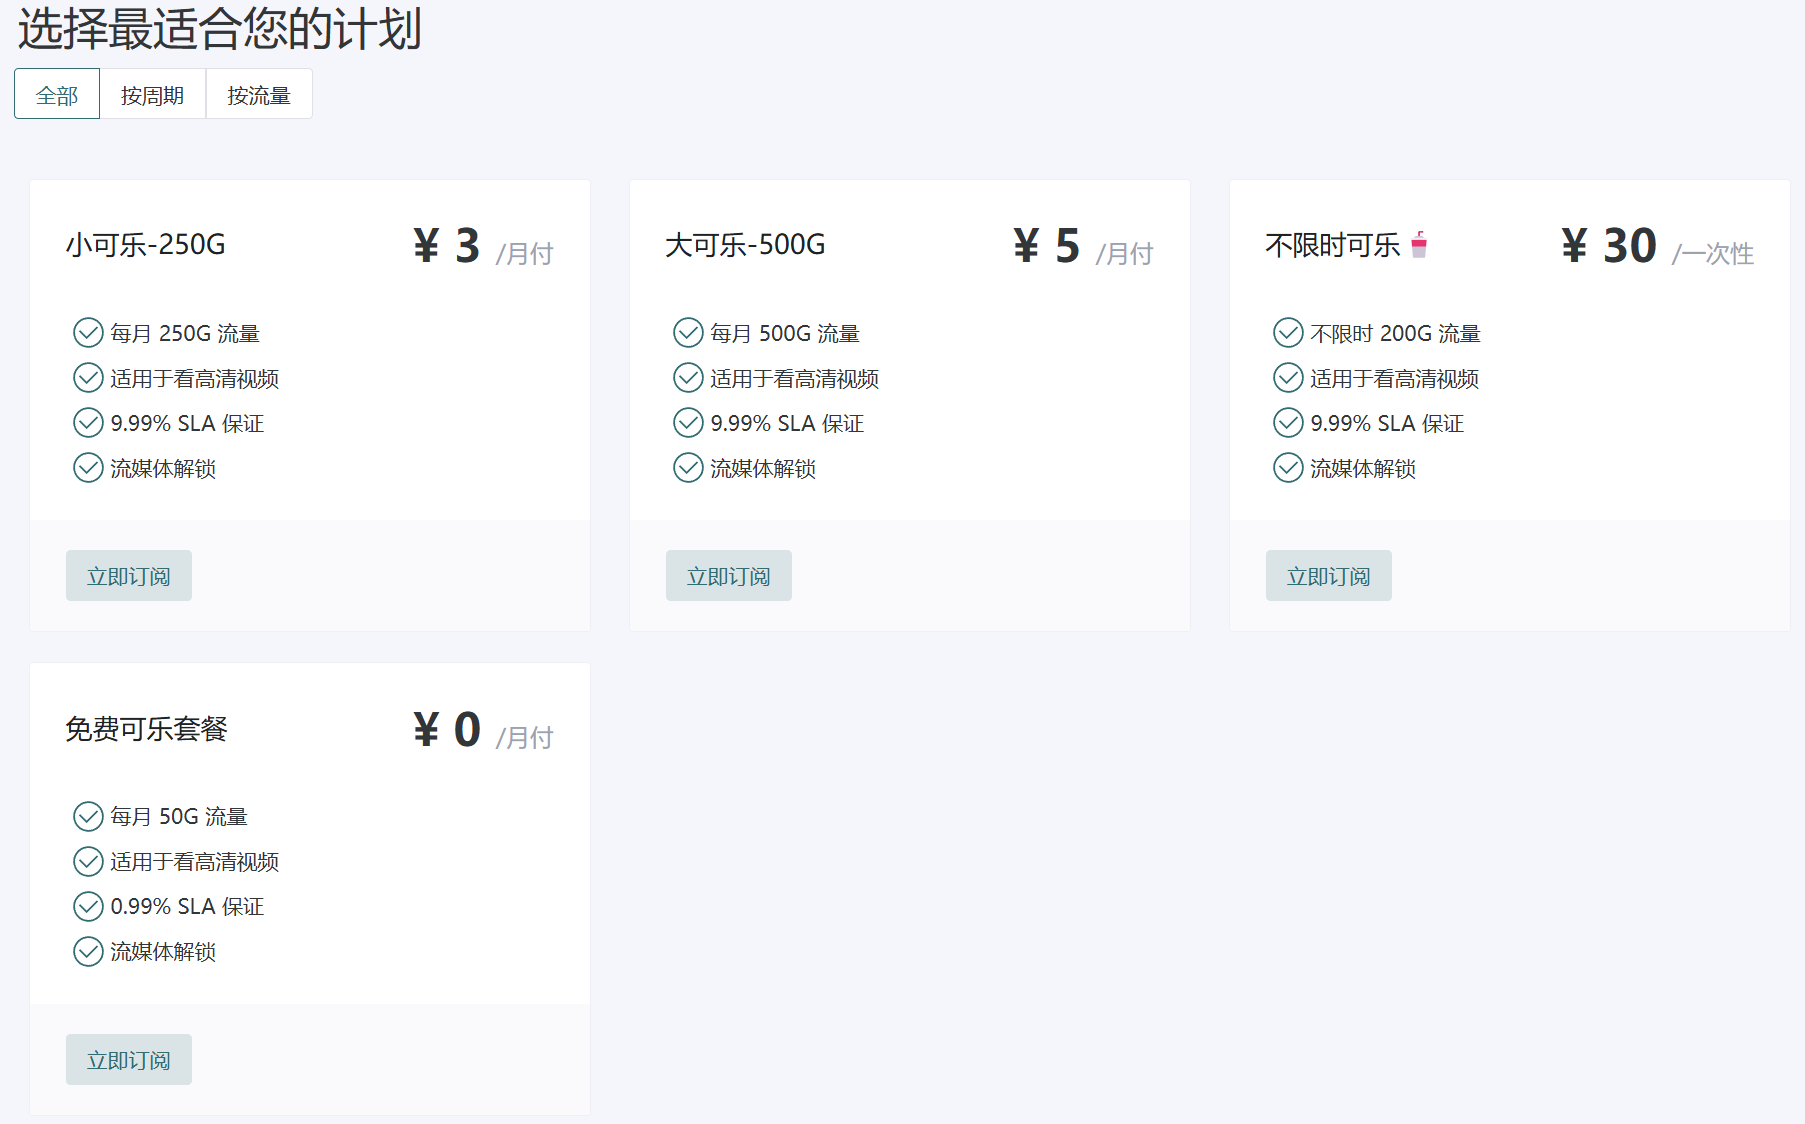 选择最适合您的计划
全部 按周期 按流量
小可乐-250G ¥ 3 /月付
每月 250G 流量
适用于看高清视频
9.99% SLA 保证
流媒体解锁
立即订阅
大可乐-500G ¥ 5 /月付
每月 500G 流量
适用于看高清视频
9.99% SLA 保证
流媒体解锁
立即订阅
不限时可乐🥤 ¥ 30 /一次性
不限时 200G 流量
适用于看高清视频
9.99% SLA 保证
流媒体解锁
立即订阅
免费可乐套餐 ¥ 0 /月付
每月 50G 流量
适用于看高清视频
0.99% SLA 保证
流媒体解锁
立即订阅